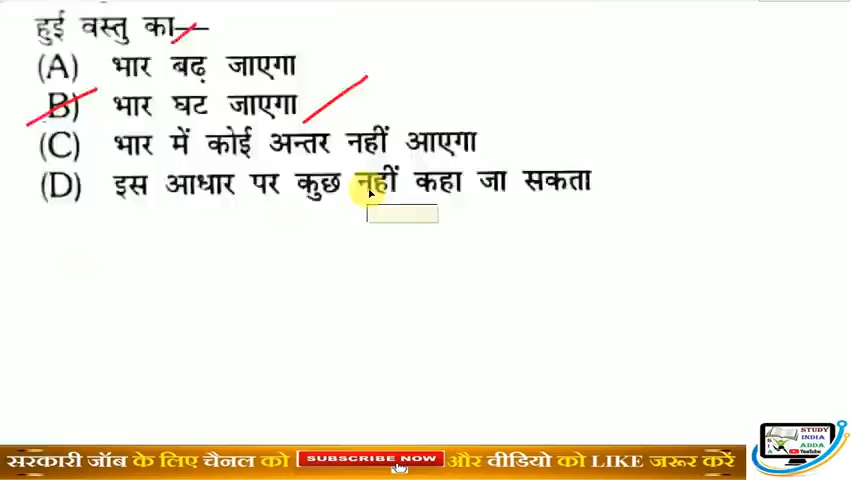 हुई वस्तु का—
(A) भार बढ़ जाएगा
B) भार घट जाएगा
(C) भार में कोई अन्तर नहीं आएगा
(D) इस आधार पर कुछ नहीं कहा जा सकता
STUDY
INDIA
ADDA
YouTube
सरकारी जॉब के लिए चैनल को SUBSCRIBE NOW और वीडियो को LIKE जरूर करें